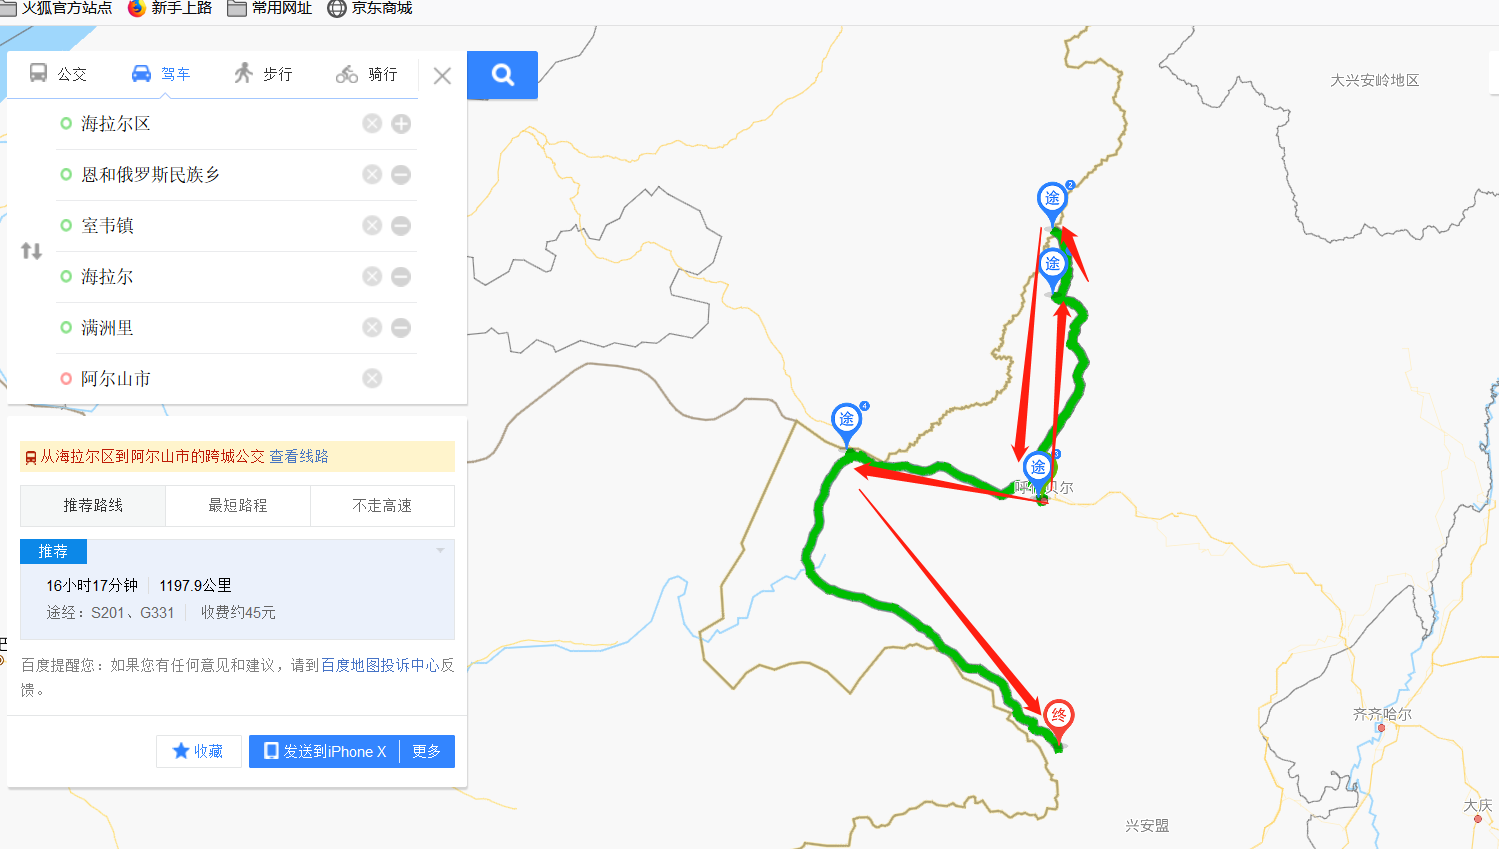 火狐官方站点 新手上路 常用网址 京东商城
公交 驾车 步行 骑行
海拉尔区
恩和俄罗斯民族乡
室韦镇
海拉尔
满洲里
阿尔山市
从海拉尔区到阿尔山市的跨城公交 查看线路
推荐路线 最短路程 不走高速
推荐
16小时17分钟 1197.9公里
途经：S201、G331 收费约45元
百度提醒您：如果您有任何意见和建议，请到百度地图投诉中心反
馈。
收藏 发送到iPhone X 更多
大兴安岭地区
途 2
途
途 4
途 3
呼伦贝尔
终
齐齐哈尔
大庆
兴安盟